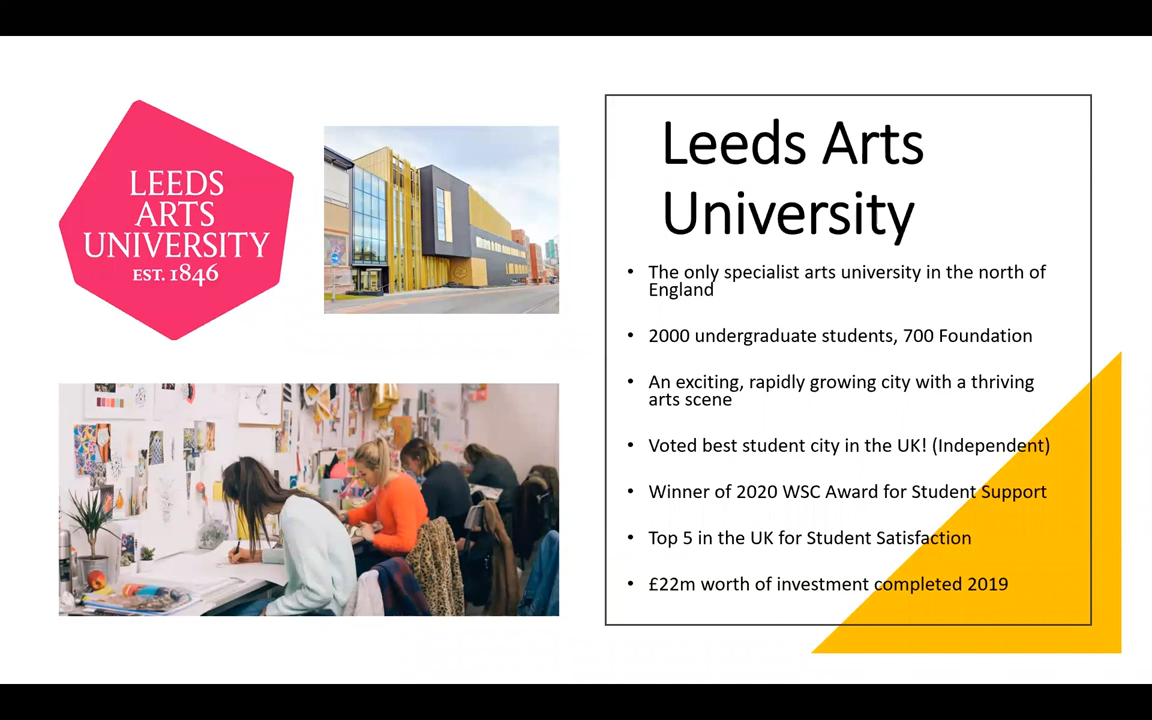 LEEDS
ARTS
UNIVERSITY
EST. 1846
Leeds Arts
University
• The only specialist arts university in the north of
England
• 2000 undergraduate students, 700 Foundation
• An exciting, rapidly growing city with a thriving
arts scene
• Voted best student city in the UK! (Independent)
• Winner of 2020 WSC Award for Student Support
• Top 5 in the UK for Student Satisfaction
• £22m worth of investment completed 2019